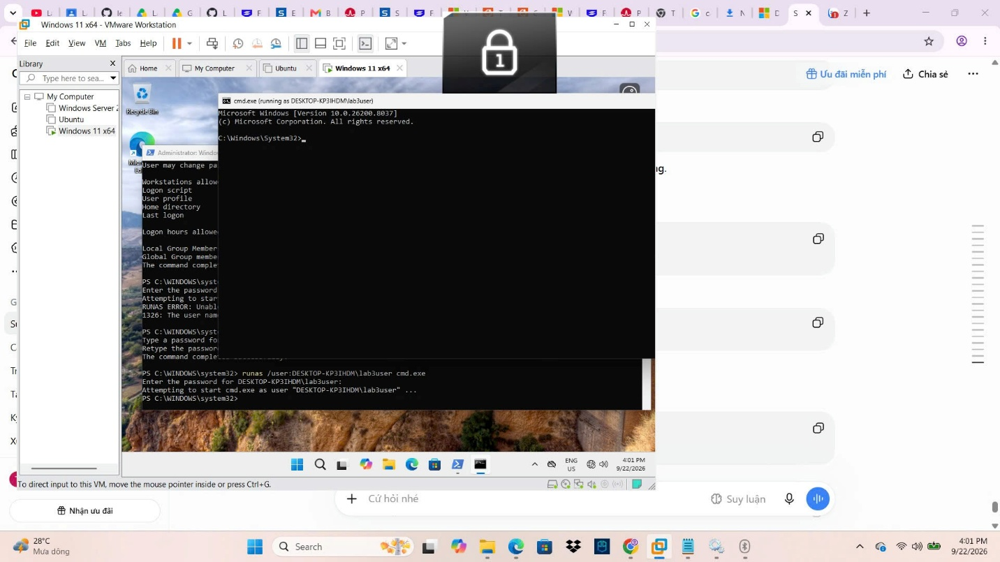 Windows 11 x64 - VMware Workstation
File Edit View VM Tabs Help
Library
Type here to sea...
My Computer
Windows Server 2
Ubuntu
Windows 11 x64
Home
My Computer
Ubuntu
Windows 11 x64
1
Recycle Bin
cmd.exe (running as DESKTOP-KP3IHDM\lab3user)
Microsoft Windows [Version 10.0.26200.8037]
(c) Microsoft Corporation. All rights reserved.
C:\Windows\System32>
Administrator: Windo
User may change pa
Workstations allow
Logon script
User profile
Home directory
Last logon
Logon hours allowe
Local Group Member
Global Group membe
The command comple
PS C:\WINDOWS\syst
Enter the password
Attempting to star
RUNAS ERROR: Unabl
1326: The user nam
PS C:\WINDOWS\syst
Type a password fo
Retype the passwor
The command complet
PS C:\WINDOWS\system32> runas /user:DESKTOP-KP3IHDM\lab3user cmd.exe
Enter the password for DESKTOP-KP3IHDM\lab3user:
Attempting to start cmd.exe as user "DESKTOP-KP3IHDM\lab3user" ...
PS C:\WINDOWS\system32>
ENG
US
4:01 PM
9/22/2026
To direct input to this VM, move the mouse pointer inside or press Ctrl+G.
Ưu đãi miễn phí
Chia sẻ
ng.
Nhận ưu đãi
Cứ hỏi nhé
Suy luận
28°C
Mưa dông
Search
4:01 PM
9/22/2026